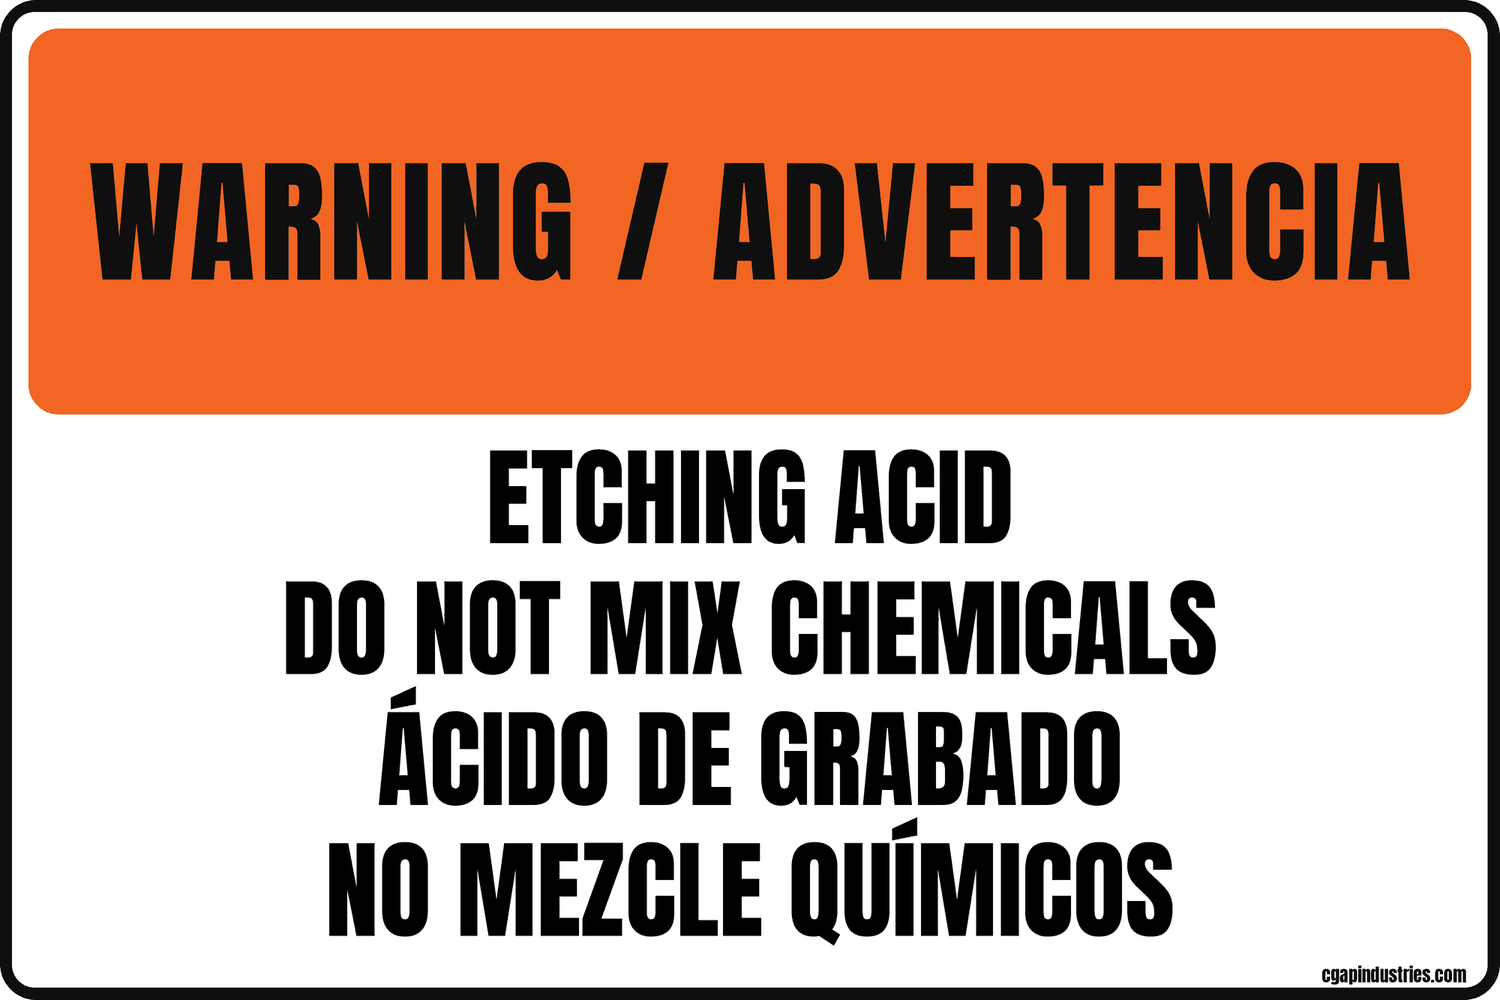 WARNING / ADVERTENCIA
ETCHING ACID
DO NOT MIX CHEMICALS
ÁCIDO DE GRABADO
NO MEZCLE QUÍMICOS
cgapindustries.com